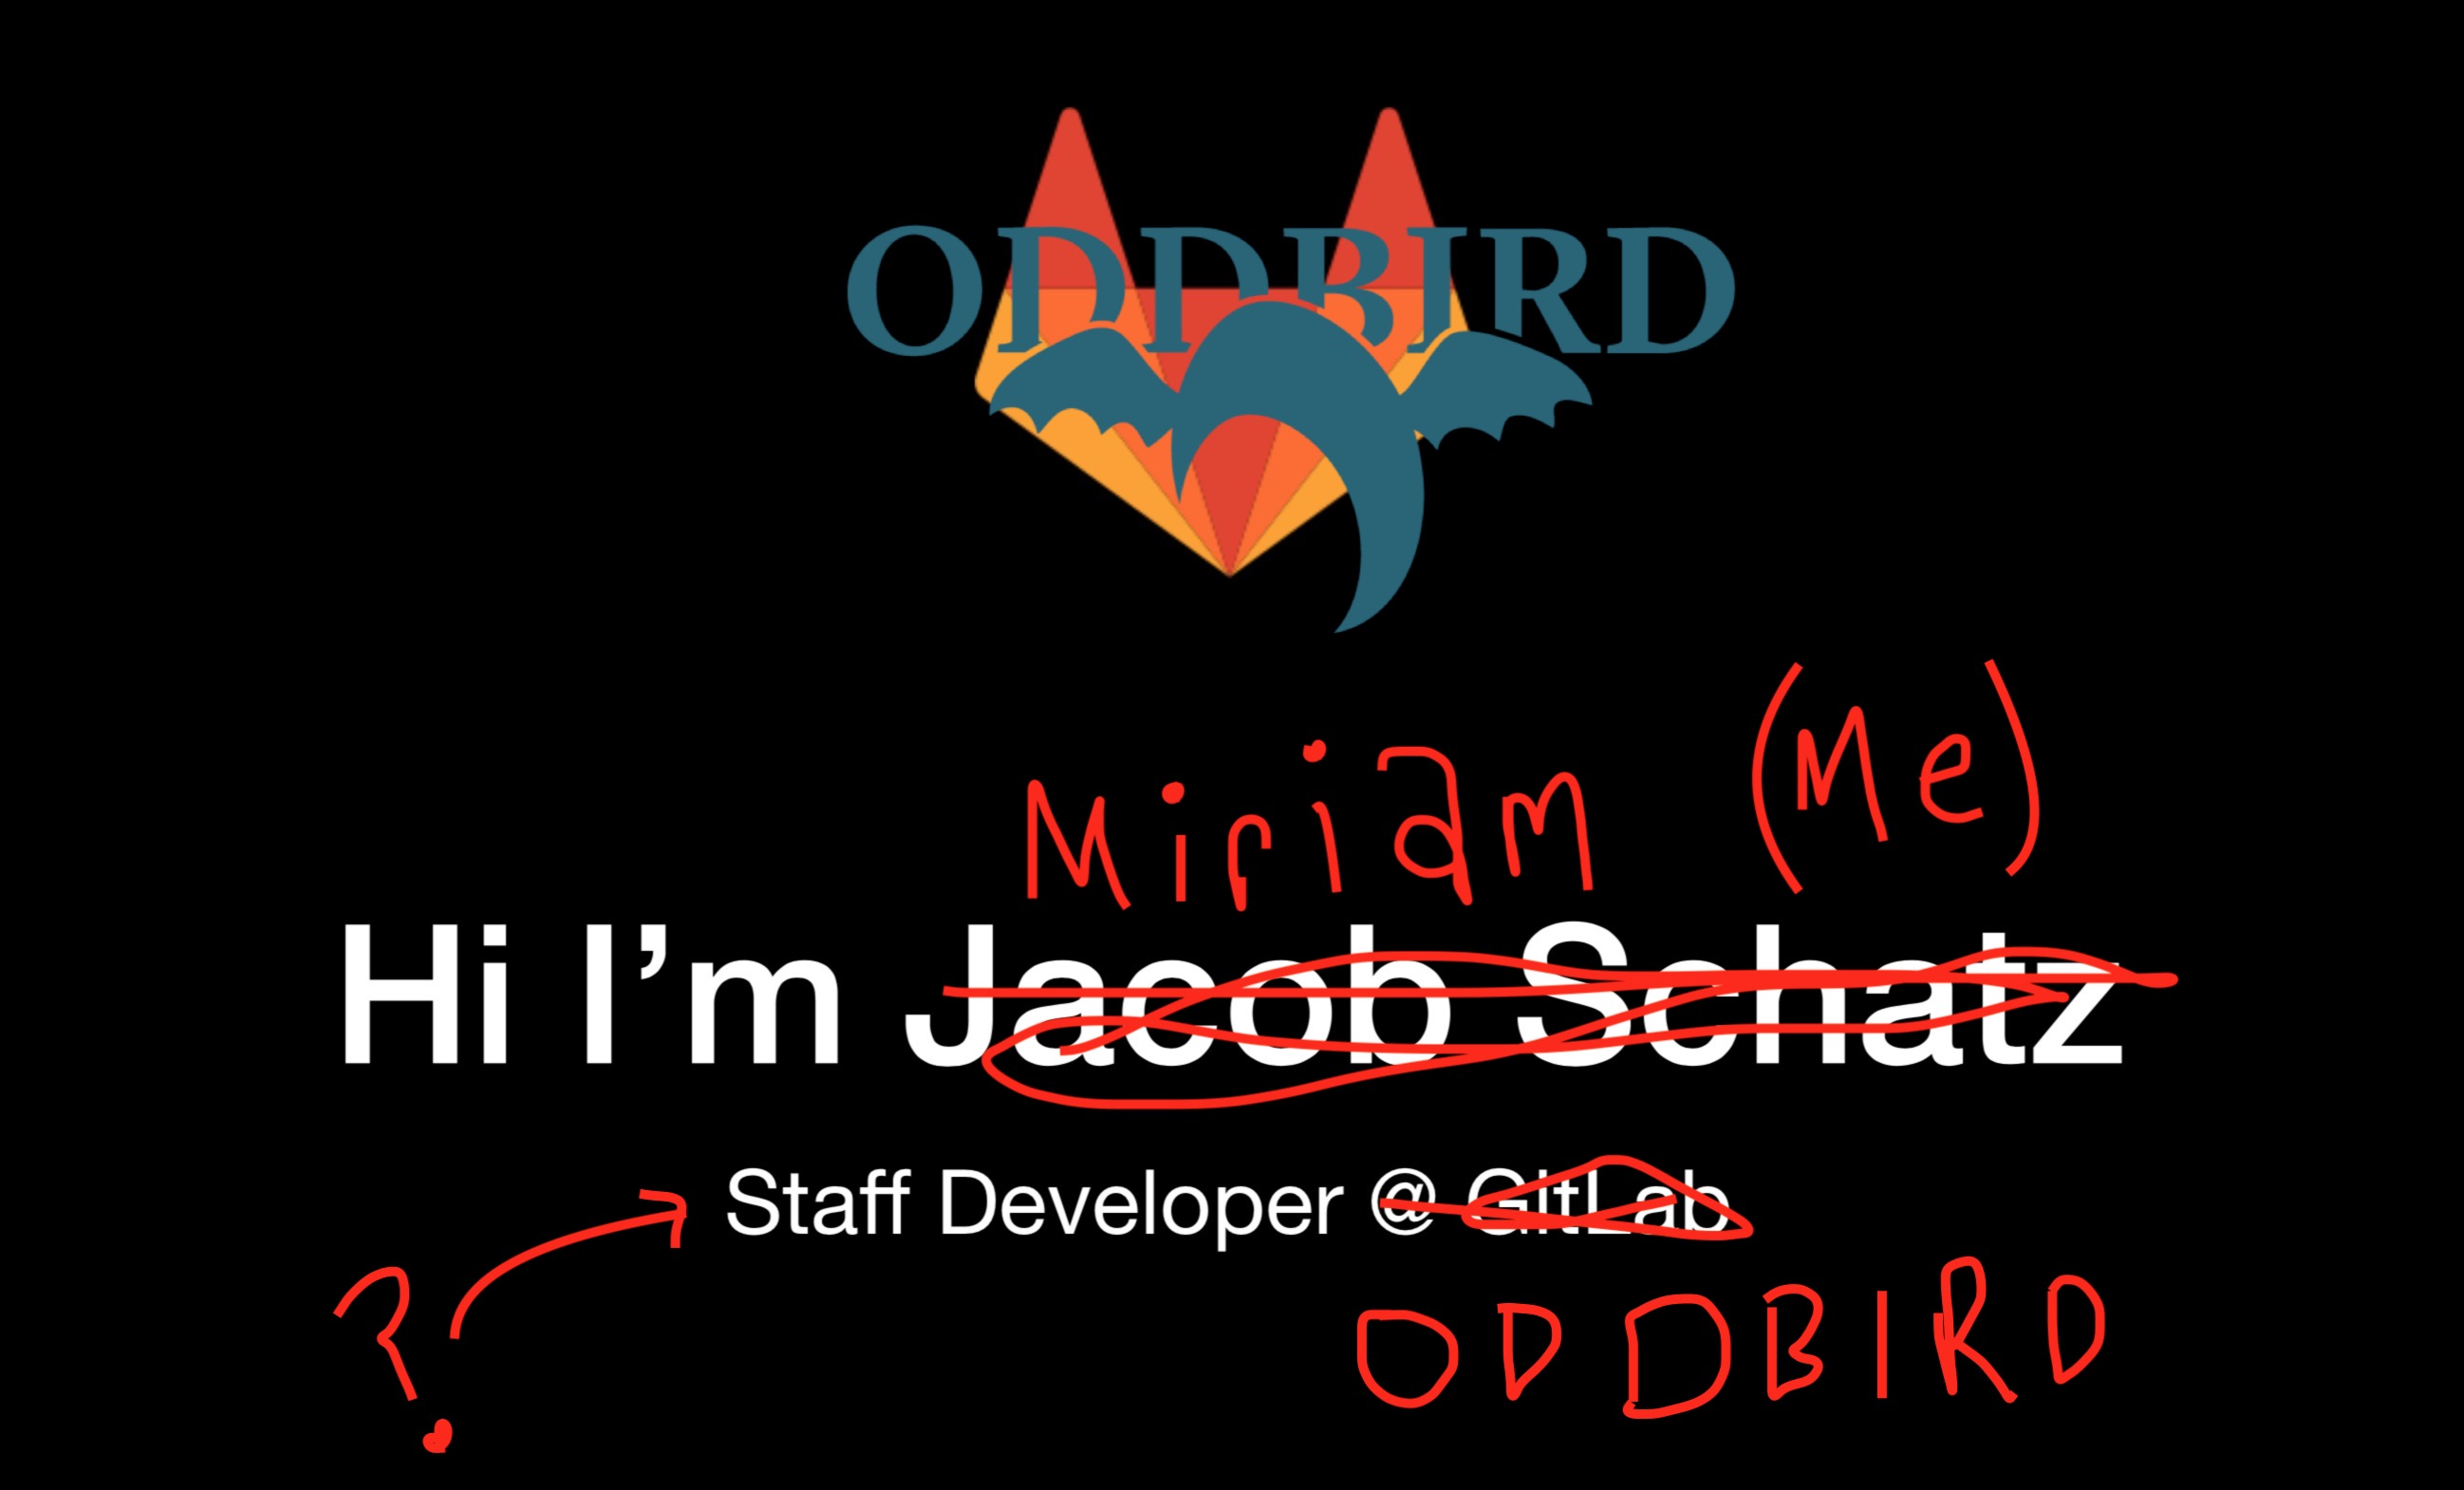 ODDBIRD
Miriam (Me)
Hi I’m Jacob Schatz
Staff Developer @ GitLab
?
ODDBIRD